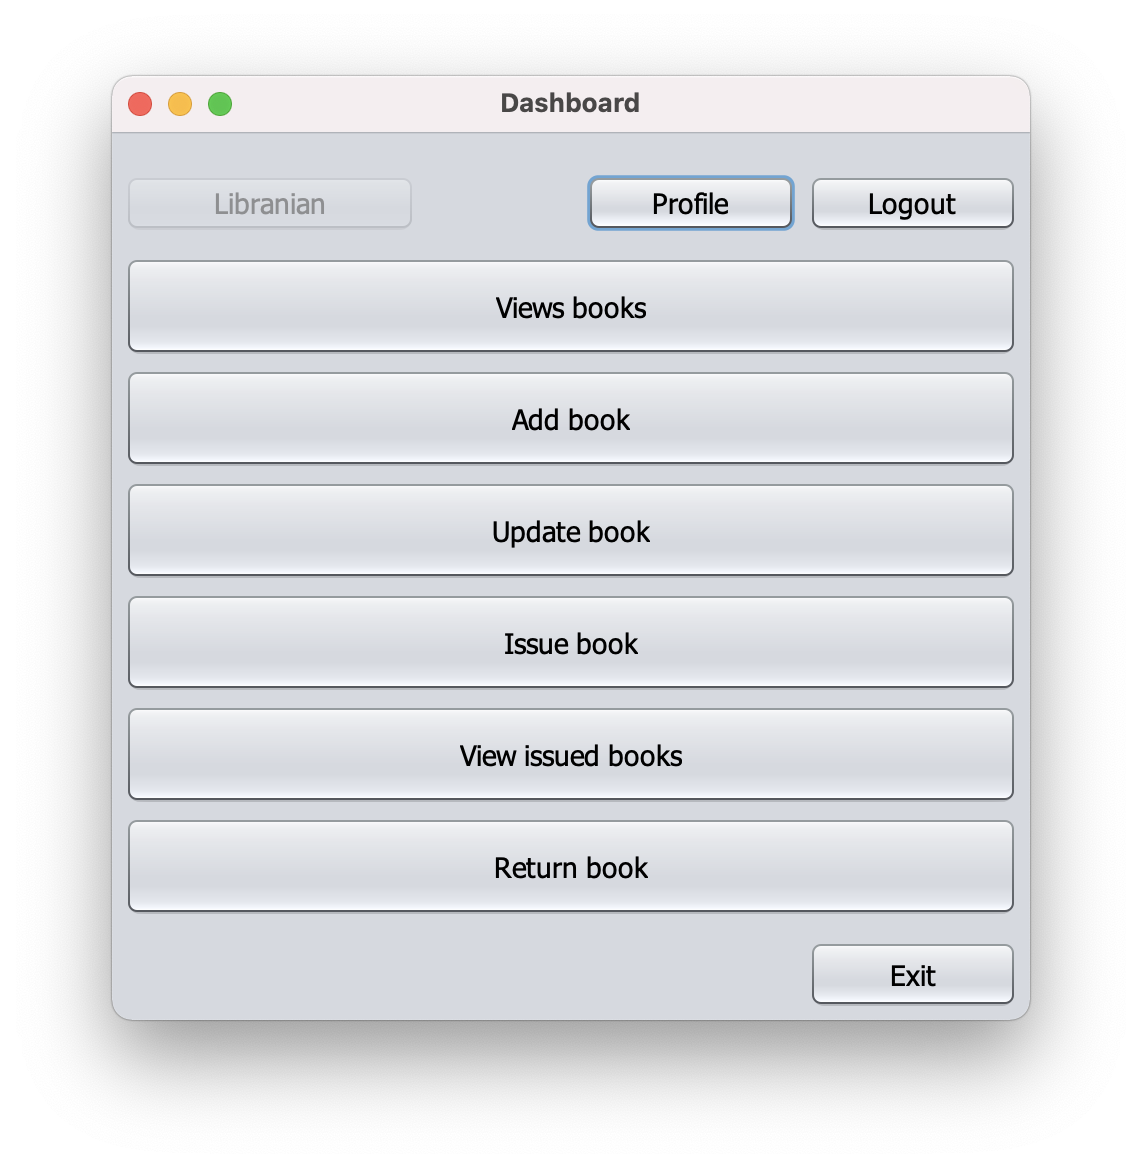 Dashboard
Libranian
Profile
Logout
Views books
Add book
Update book
Issue book
View issued books
Return book
Exit